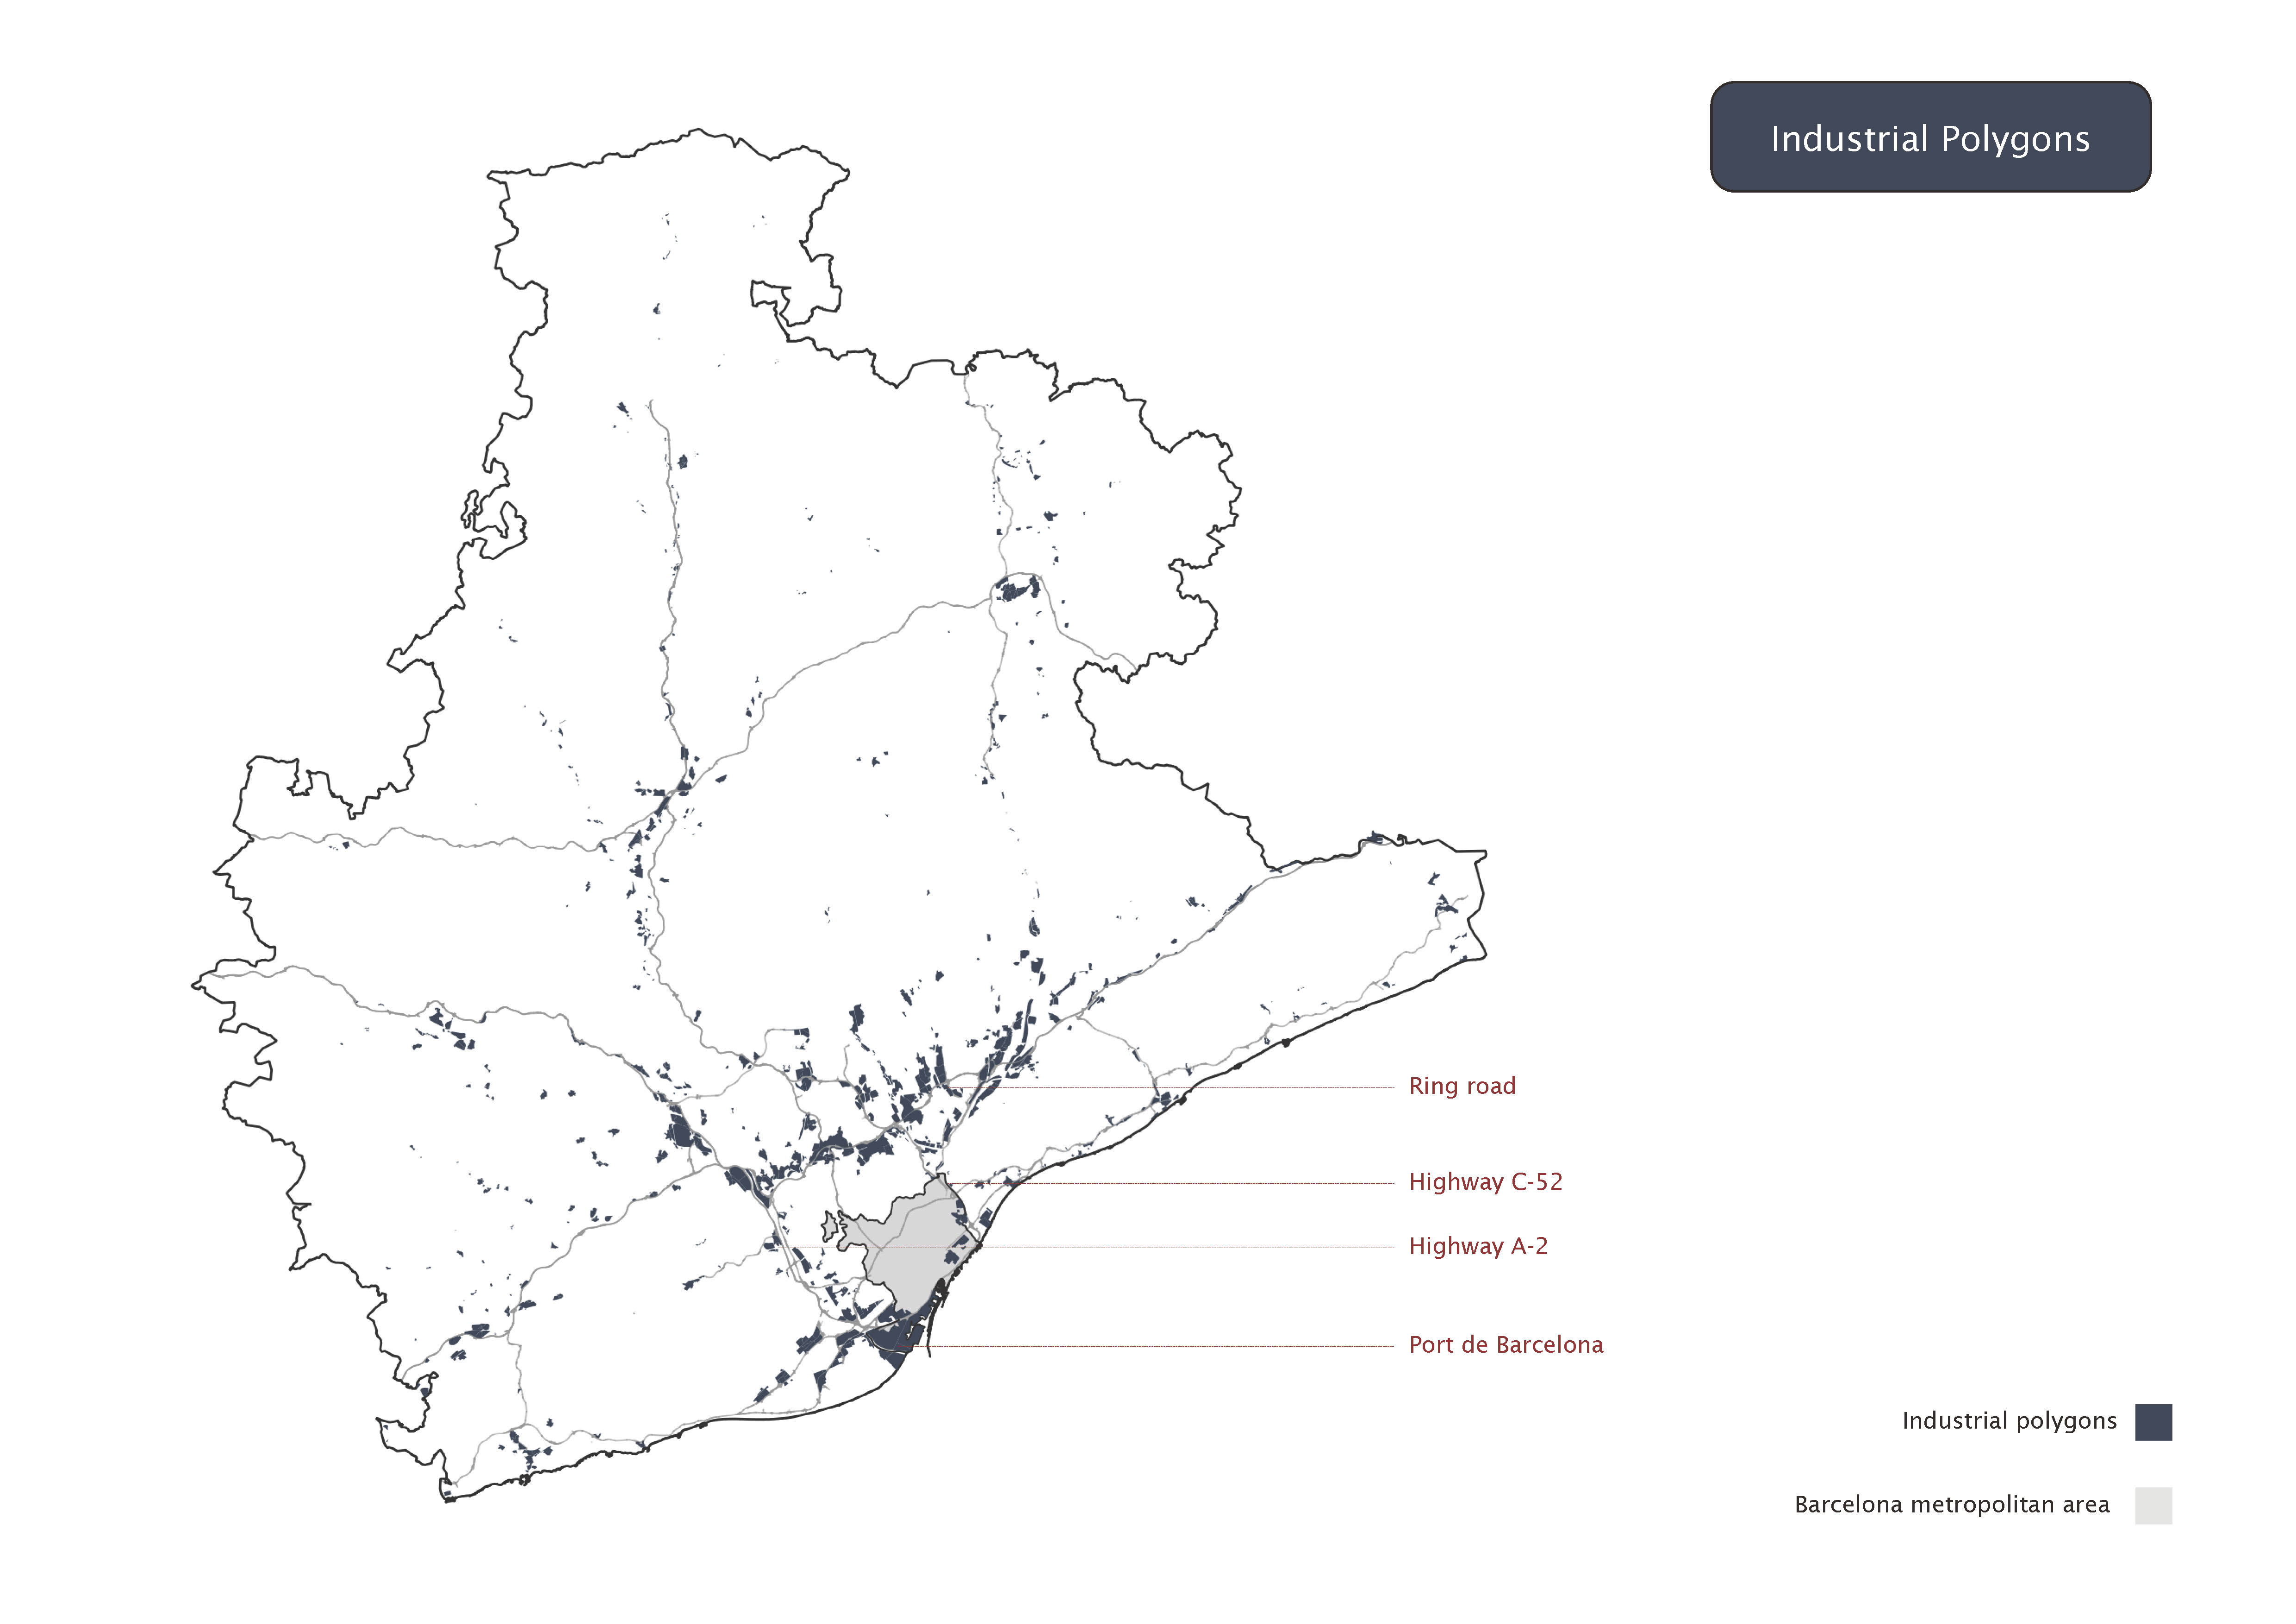 Industrial Polygons
Ring road
Highway C-52
Highway A-2
Port de Barcelona
Industrial polygons
Barcelona metropolitan area